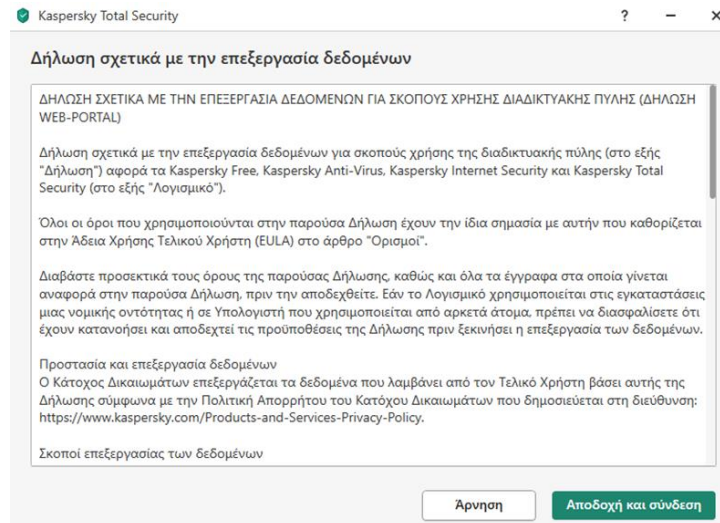 Kaspersky Total Security
Δήλωση σχετικά με την επεξεργασία δεδομένων
ΔΗΛΩΣΗ ΣΧΕΤΙΚΑ ΜΕ ΤΗΝ ΕΠΕΞΕΡΓΑΣΙΑ ΔΕΔΟΜΕΝΩΝ ΓΙΑ ΣΚΟΠΟΥΣ ΧΡΗΣΗΣ ΔΙΑΔΙΚΤΥΑΚΗΣ ΠΥΛΗΣ (ΔΗΛΩΣΗ
WEB-PORTAL)
Δήλωση σχετικά με την επεξεργασία δεδομένων για σκοπούς χρήσης της διαδικτυακής πύλης (στο εξής
"Δήλωση") αφορά τα Kaspersky Free, Kaspersky Anti-Virus, Kaspersky Internet Security και Kaspersky Total
Security (στο εξής "Λογισμικό").
Όλοι οι όροι που χρησιμοποιούνται στην παρούσα Δήλωση έχουν την ίδια σημασία με αυτήν που καθορίζεται
στην Άδεια Χρήσης Τελικού Χρήστη (EULA) στο άρθρο "Ορισμοί".
Διαβάστε προσεκτικά τους όρους της παρούσας Δήλωσης, καθώς και όλα τα έγγραφα στα οποία γίνεται
αναφορά στην παρούσα Δήλωση, πριν την αποδεχθείτε. Εάν το Λογισμικό χρησιμοποιείται στις εγκαταστάσεις
μιας νομικής οντότητας ή σε Υπολογιστή που χρησιμοποιείται από αρκετά άτομα, πρέπει να διασφαλίσετε ότι
έχουν κατανοήσει και αποδεχτεί τις προϋποθέσεις της Δήλωσης πριν ξεκινήσει η επεξεργασία των δεδομένων.
Προστασία και επεξεργασία δεδομένων
Ο Κάτοχος Δικαιωμάτων επεξεργάζεται τα δεδομένα που λαμβάνει από τον Τελικό Χρήστη βάσει αυτής της
Δήλωσης σύμφωνα με την Πολιτική Απορρήτου του Κατόχου Δικαιωμάτων που δημοσιεύεται στη διεύθυνση:
https://www.kaspersky.com/Products-and-Services-Privacy-Policy.
Σκοποί επεξεργασίας των δεδομένων
Άρνηση
Αποδοχή και σύνδεση